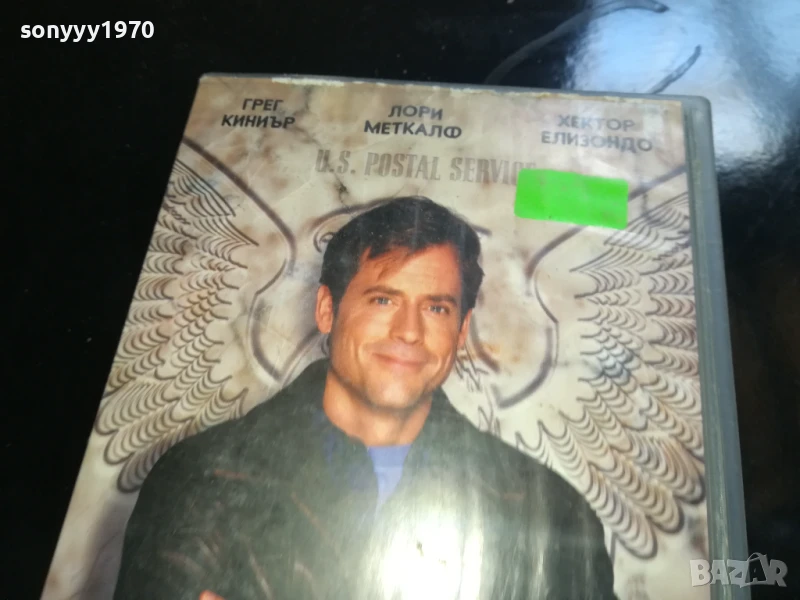 sonyyy1970
ГРЕГ
КИНИЪР
ЛОРИ
МЕТКАЛФ
ХЕКТОР
ЕЛИЗОНДО
U.S. POSTAL SERVICE
BAZAR